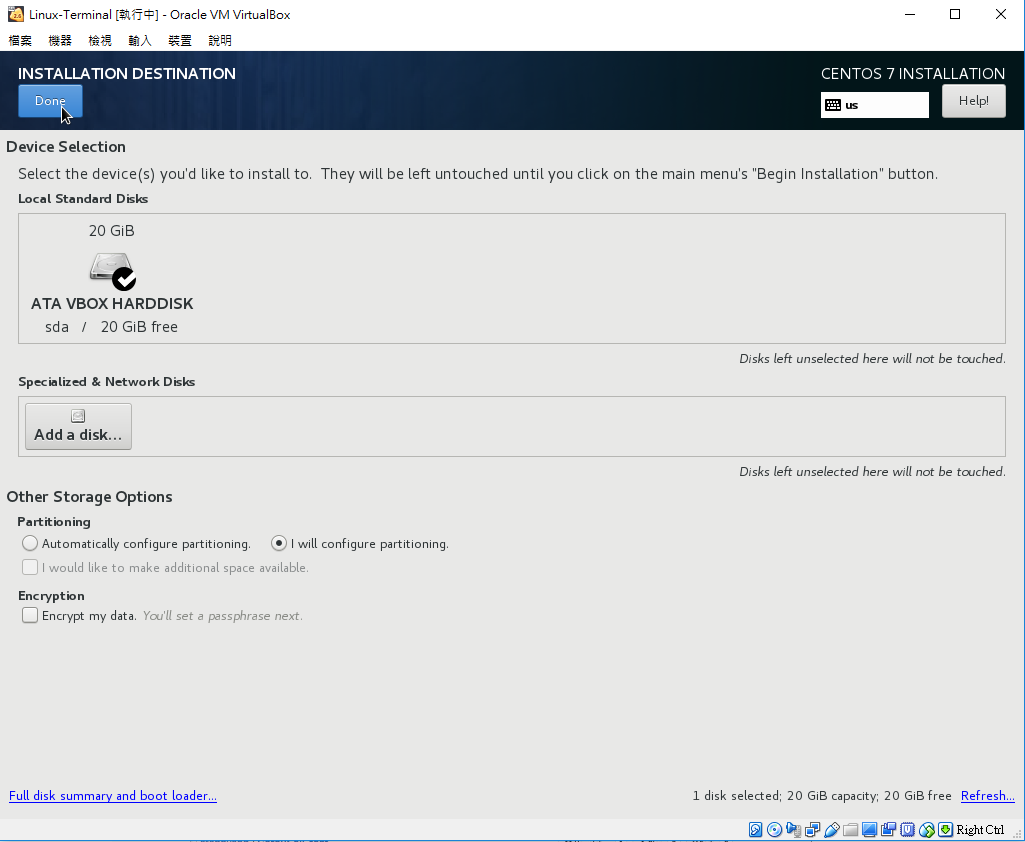 Linux-Terminal [執行中] - Oracle VM VirtualBox
檔案 機器 檢視 輸入 裝置 說明
INSTALLATION DESTINATION
CENTOS 7 INSTALLATION
Done
us
Help!
Device Selection
Select the device(s) you'd like to install to. They will be left untouched until you click on the main menu's "Begin Installation" button.
Local Standard Disks
20 GiB
ATA VBOX HARDDISK
sda / 20 GiB free
Disks left unselected here will not be touched.
Specialized & Network Disks
Add a disk...
Disks left unselected here will not be touched.
Other Storage Options
Partitioning
Automatically configure partitioning. I will configure partitioning.
I would like to make additional space available.
Encryption
Encrypt my data. You'll set a passphrase next.
Full disk summary and boot loader...
1 disk selected; 20 GiB capacity; 20 GiB free Refresh...
Right Ctrl